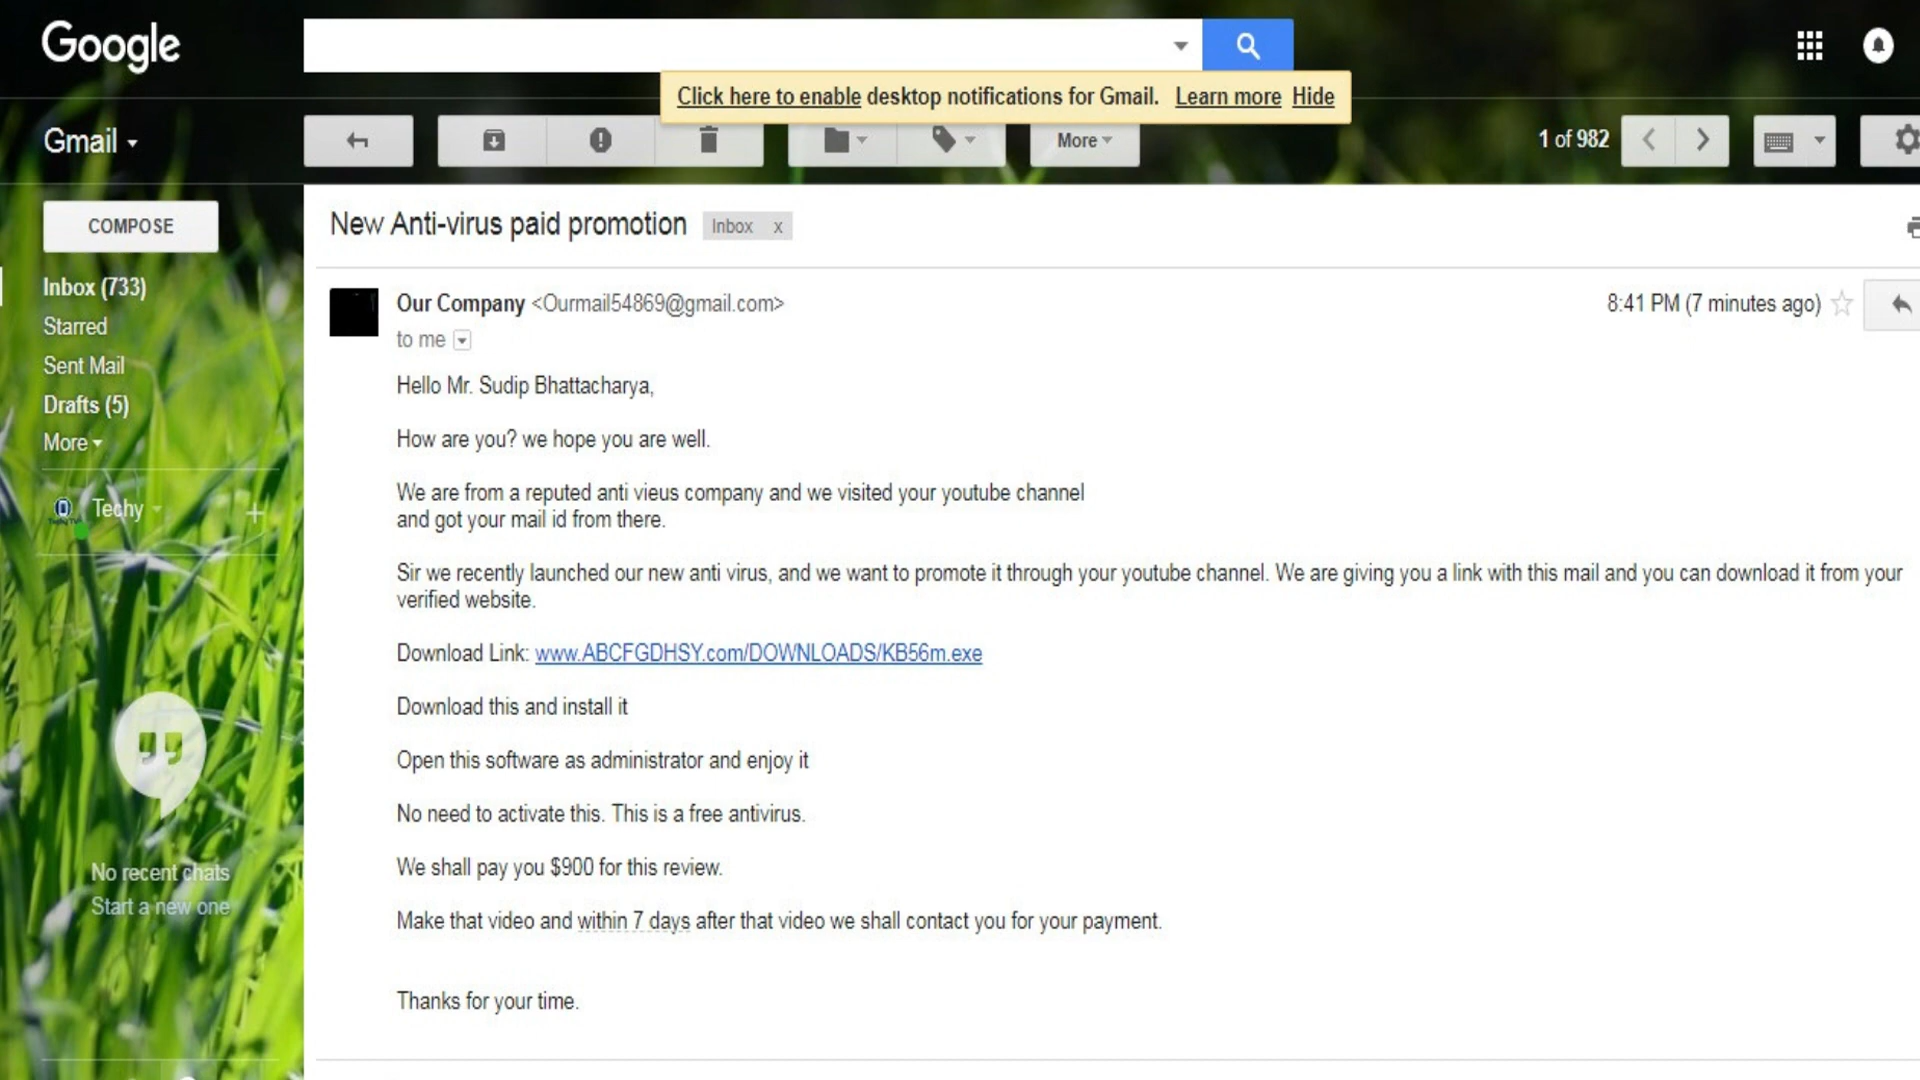 Google
Click here to enable desktop notifications for Gmail. Learn more Hide
Gmail
More
1 of 982
COMPOSE
New Anti-virus paid promotion Inbox x
Inbox (733)
Starred
Sent Mail
Drafts (5)
More
Techy
No recent chats
Start a new one
Our Company <Ourmail54869@gmail.com>
8:41 PM (7 minutes ago)
to me
Hello Mr. Sudip Bhattacharya,
How are you? we hope you are well.
We are from a reputed anti vieus company and we visited your youtube channel
and got your mail id from there.
Sir we recently launched our new anti virus, and we want to promote it through your youtube channel. We are giving you a link with this mail and you can download it from your
verified website.
Download Link: www.ABCFGDHSY.com/DOWNLOADS/KB56m.exe
Download this and install it
Open this software as administrator and enjoy it
No need to activate this. This is a free antivirus.
We shall pay you $900 for this review.
Make that video and within 7 days after that video we shall contact you for your payment.
Thanks for your time.